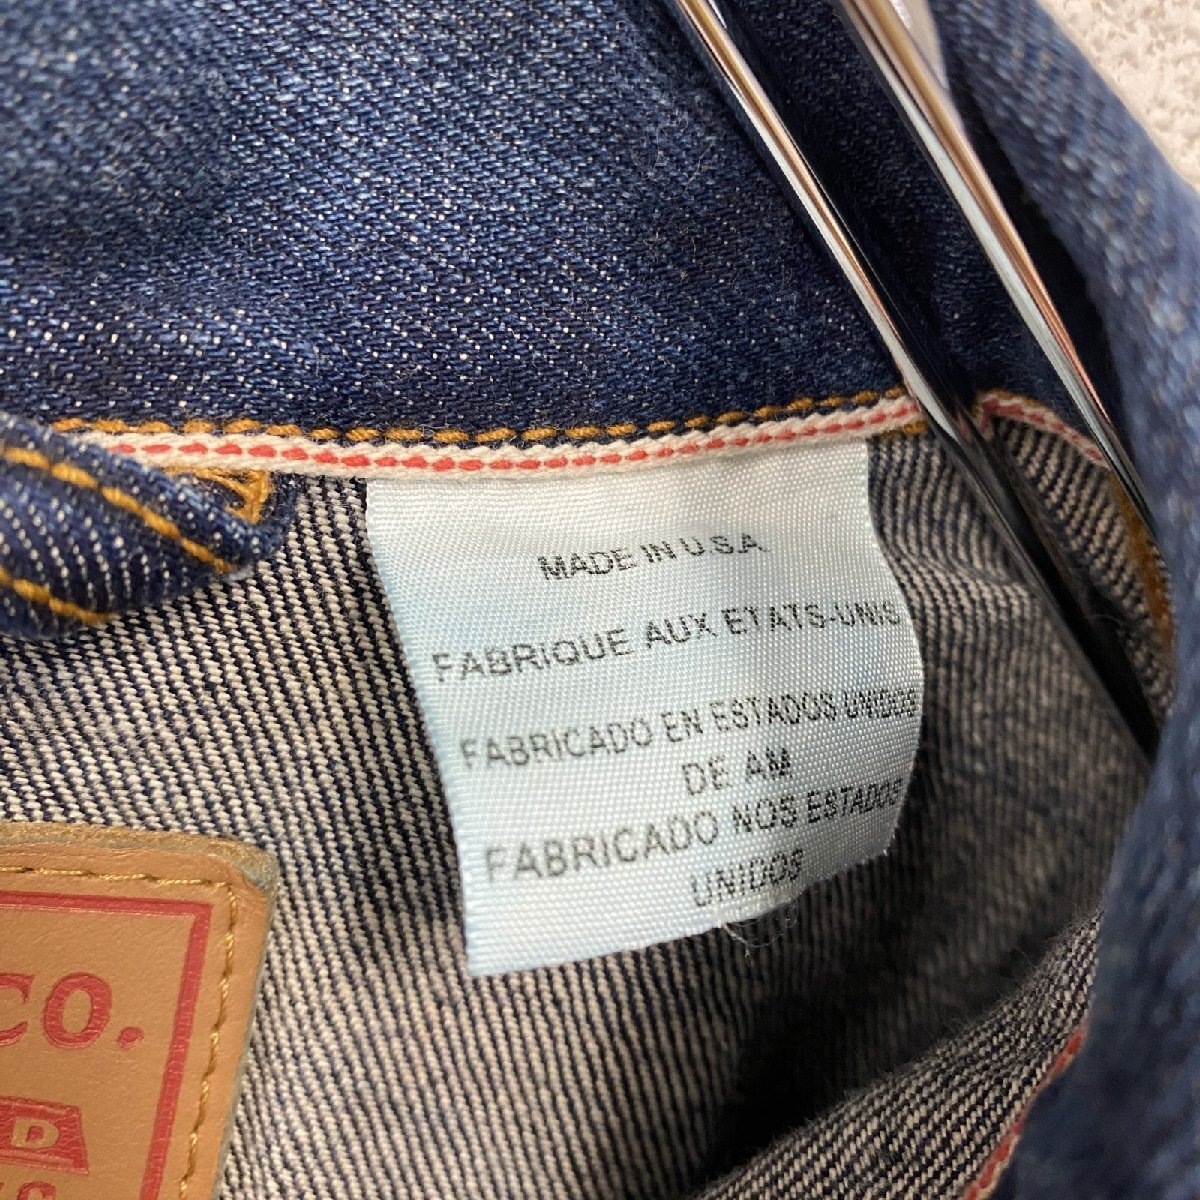 MADE IN U.S.A.
FABRIQUE AUX ETATS-UNIS
FABRICADO EN ESTADOS UNIDOS
DE AM
FABRICADO NOS ESTADOS
UNIDOS
CO.
D